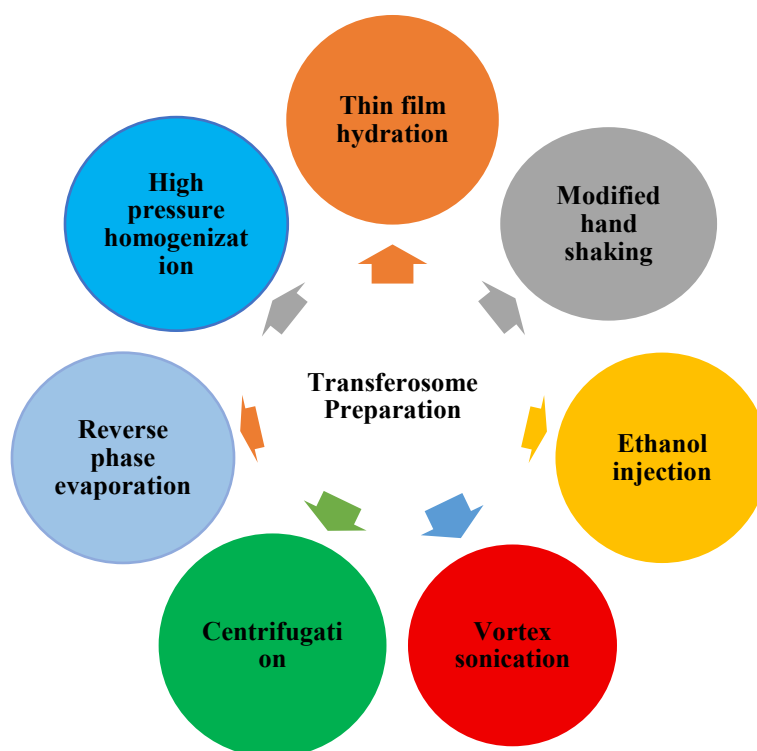 Thin film
hydration
Modified
hand
shaking
Ethanol
injection
Vortex
sonication
Centrifugati
on
Reverse
phase
evaporation
High
pressure
homogenizat
ion
Transferosome
Preparation